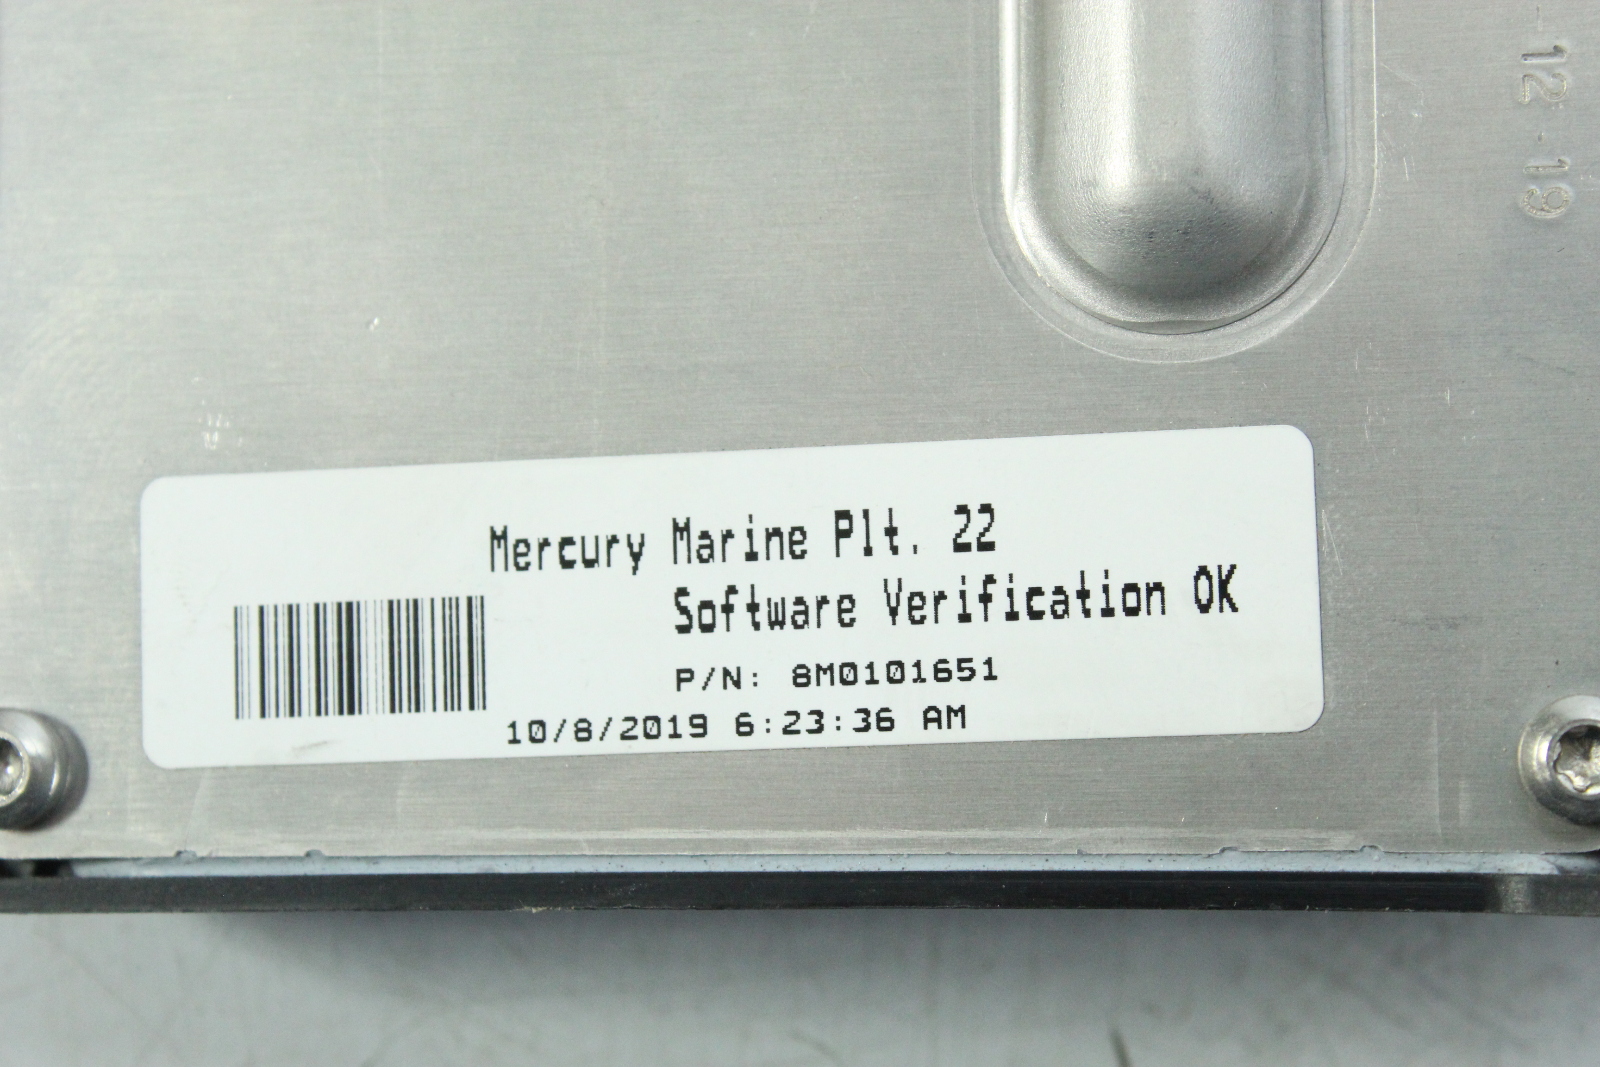 12-19
Mercury Marine Plt. 22
Software Verification OK
P/N: 8M0101651
10/8/2019 6:23:36 AM